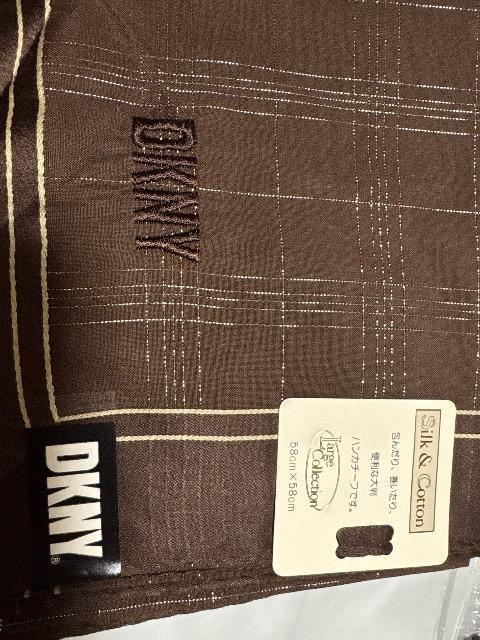 DKNY
Silk & Cotton
包んだり、巻いたり、
便利な大判
ハンカチーフです。
Large
Collection
58cm×58cm
DKNY®